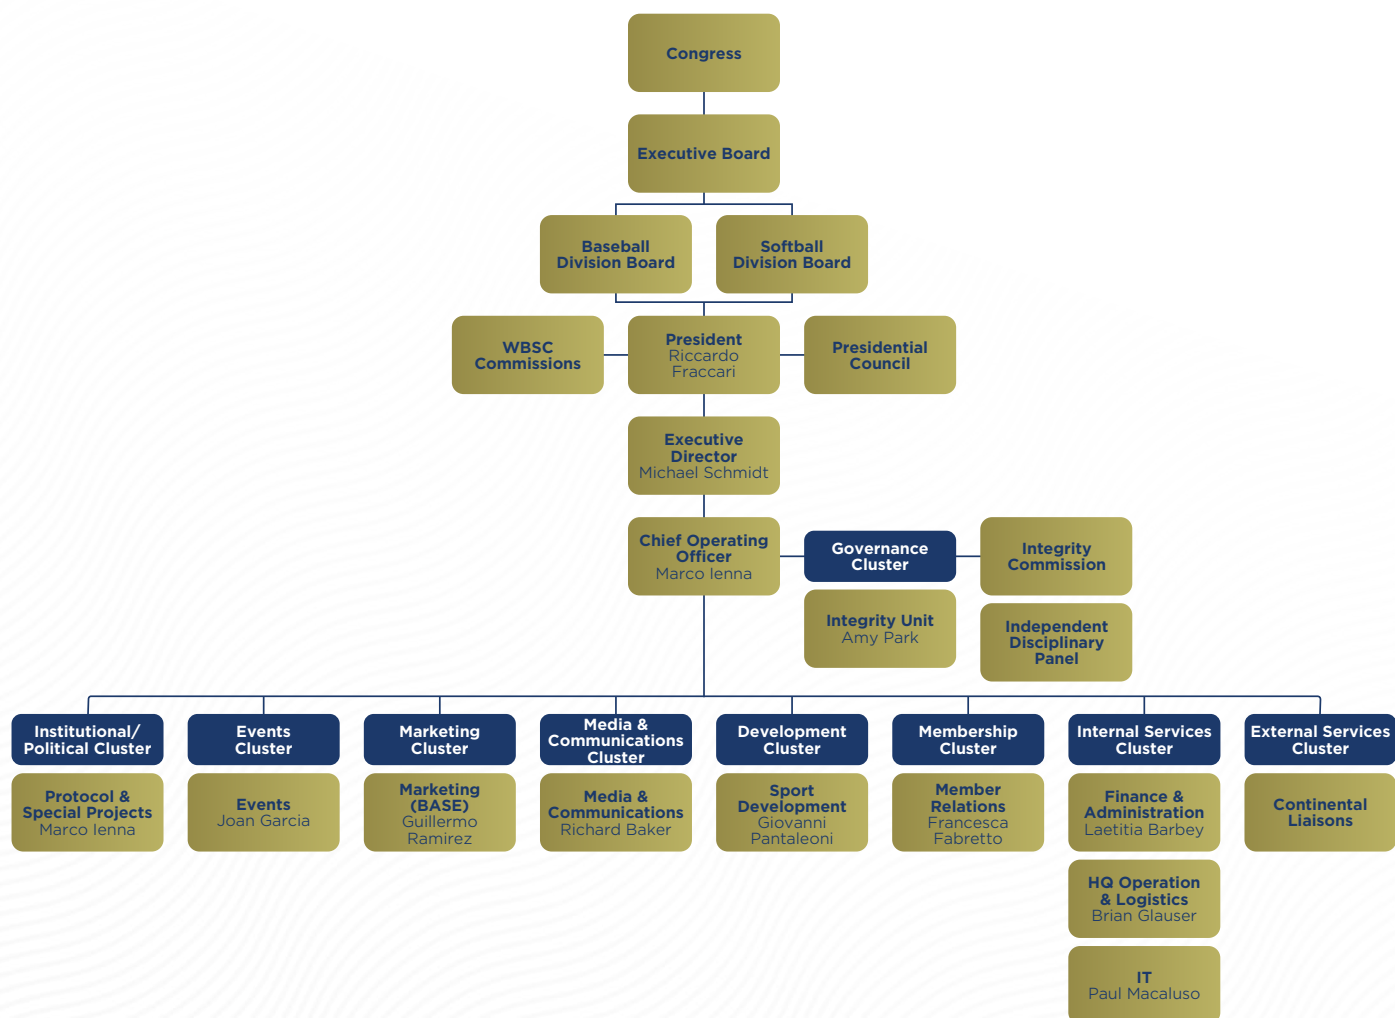 Congress
Executive Board
Baseball
Division Board
Softball
Division Board
WBSC
Commissions
President
Riccardo
Fraccari
Presidential
Council
Executive
Director
Michael Schmidt
Chief Operating
Officer
Marco Ienna
Governance
Cluster
Integrity
Commission
Integrity Unit
Amy Park
Independent
Disciplinary
Panel
Institutional/
Political Cluster
Events
Cluster
Marketing
Cluster
Media &
Communications
Cluster
Development
Cluster
Membership
Cluster
Internal Services
Cluster
External Services
Cluster
Protocol &
Special Projects
Marco Ienna
Events
Joan Garcia
Marketing
(BASE)
Guillermo
Ramirez
Media &
Communications
Richard Baker
Sport
Development
Giovanni
Pantaleoni
Member
Relations
Francesca
Fabretto
Finance &
Administration
Laetitia Barbey
Continental
Liaisons
HQ Operation
& Logistics
Brian Glauser
IT
Paul Macaluso